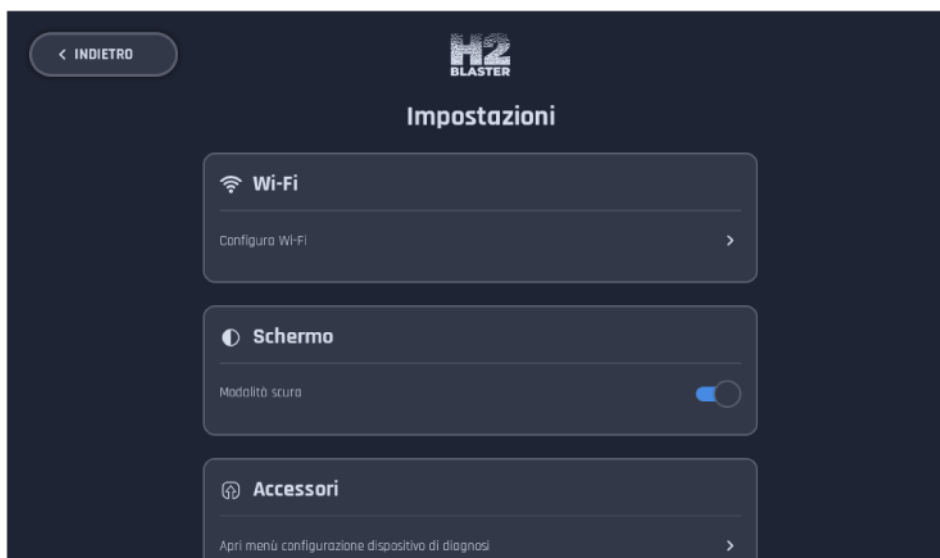 < INDIETRO
H2
BLASTER
Impostazioni
Wi-Fi
Configura Wi-Fi
Schermo
Modalità scura
Accessori
Apri menù configurazione dispositivo di diagnosi